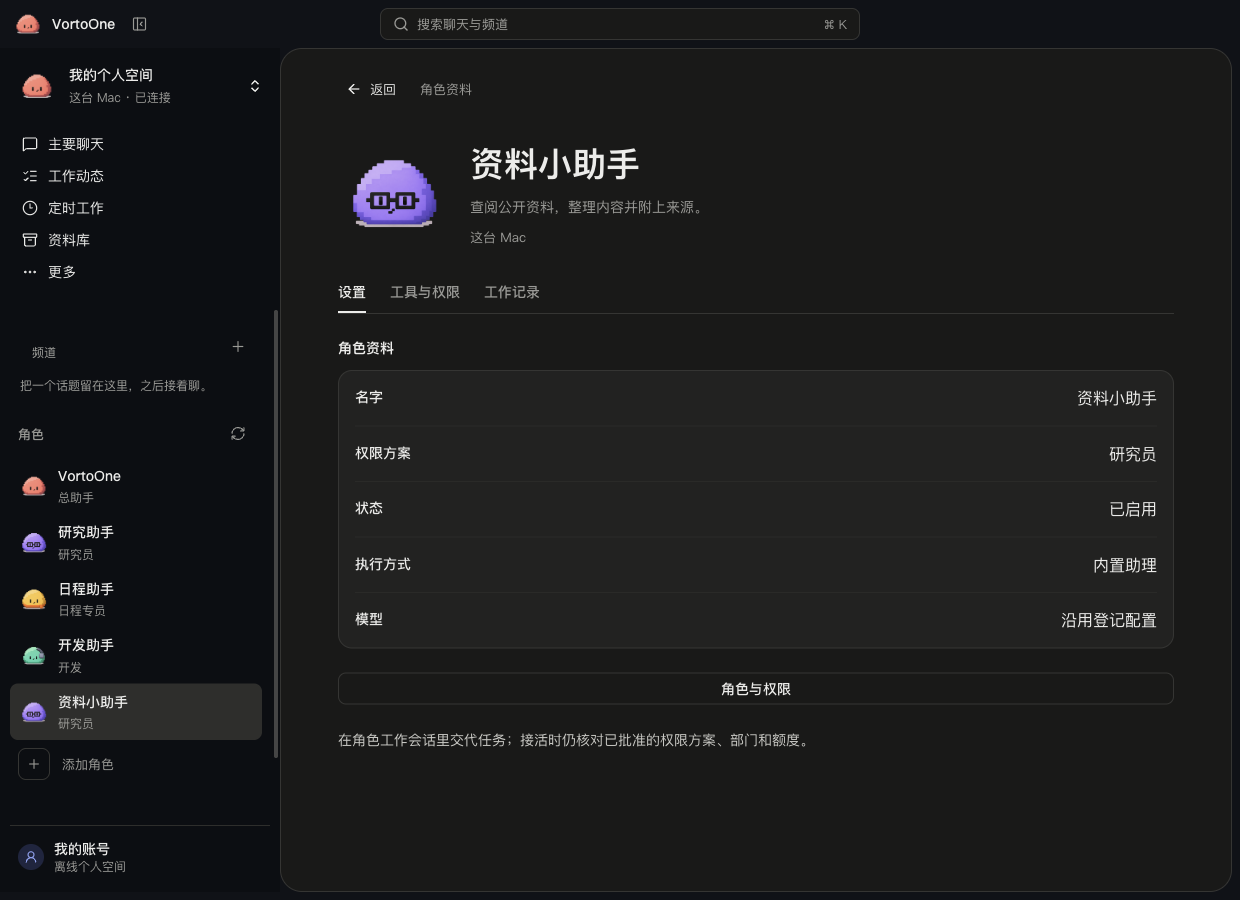 VortoOne
搜索聊天与频道
⌘ K
我的个人空间
这台 Mac · 已连接
主要聊天
工作动态
定时工作
资料库
更多
频道
把一个话题留在这里，之后接着聊。
角色
VortoOne
总助手
研究助手
研究员
日程助手
日程专员
开发助手
开发
资料小助手
研究员
添加角色
我的账号
离线个人空间
返回
角色资料
资料小助手
查阅公开资料，整理内容并附上来源。
这台 Mac
设置
工具与权限
工作记录
角色资料
名字
资料小助手
权限方案
研究员
状态
已启用
执行方式
内置助理
模型
沿用登记配置
角色与权限
在角色工作会话里交代任务；接活时仍核对已批准的权限方案、部门和额度。